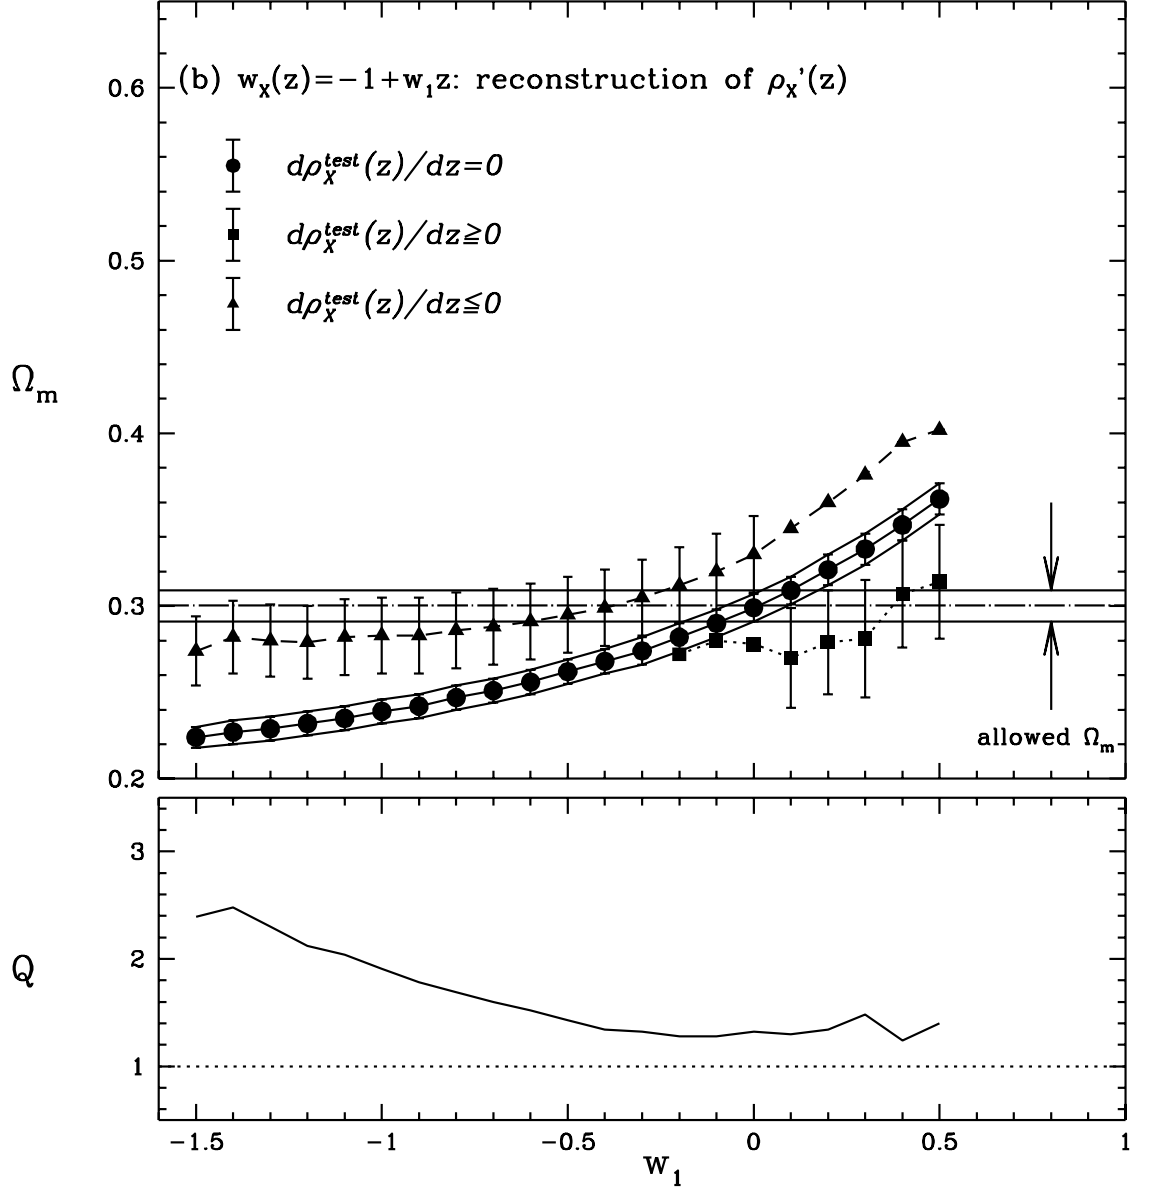 (b) w_X(z)=-1+w_1z: reconstruction of ρ_X'(z)
dρ_X^test(z)/dz=0
dρ_X^test(z)/dz≧0
dρ_X^test(z)/dz≦0
0.6
0.5
0.4
0.3
0.2
Ω_m
allowed Ω_m
3
2
1
Q
-1.5 -1 -0.5 0 0.5 1
w_1